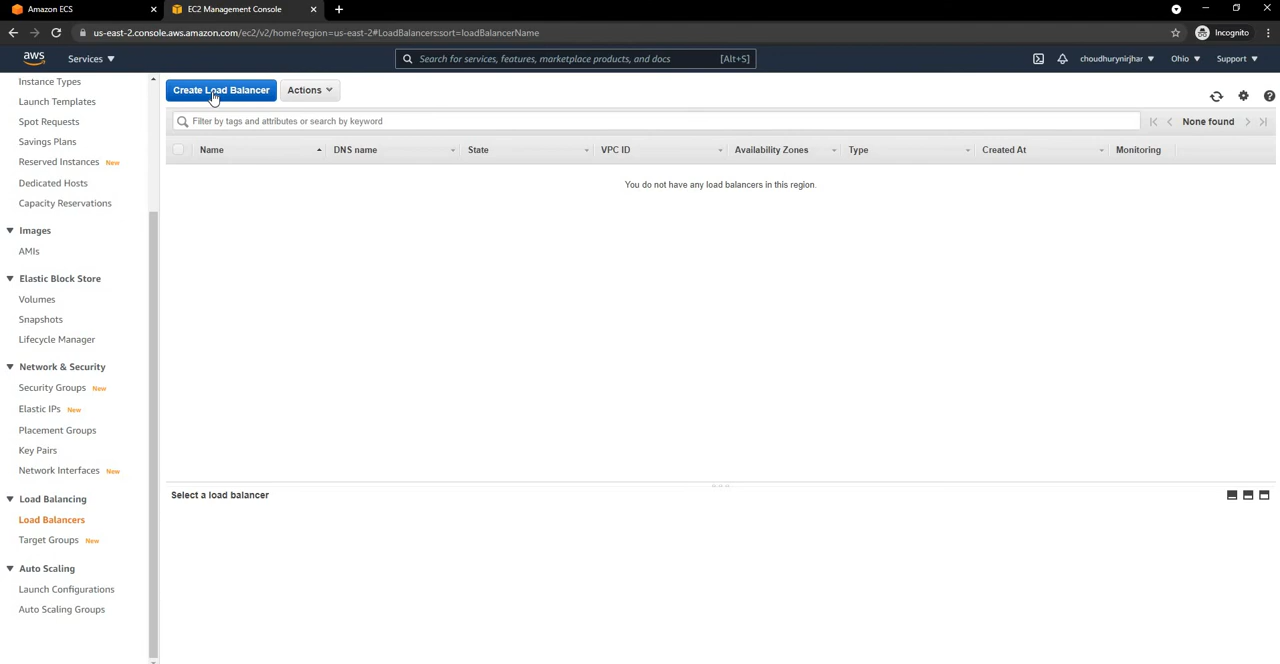 Amazon ECS
EC2 Management Console
us-east-2.console.aws.amazon.com/ec2/v2/home?region=us-east-2#LoadBalancers:sort=loadBalancerName
Incognito
aws
Services
Search for services, features, marketplace products, and docs [Alt+S]
choudhurynirjhar
Ohio
Support
Instance Types
Launch Templates
Spot Requests
Savings Plans
Reserved Instances New
Dedicated Hosts
Capacity Reservations
Images
AMIs
Elastic Block Store
Volumes
Snapshots
Lifecycle Manager
Network & Security
Security Groups New
Elastic IPs New
Placement Groups
Key Pairs
Network Interfaces New
Load Balancing
Load Balancers
Target Groups New
Auto Scaling
Launch Configurations
Auto Scaling Groups
Create Load Balancer
Actions
Filter by tags and attributes or search by keyword
None found
Name DNS name State VPC ID Availability Zones Type Created At Monitoring
You do not have any load balancers in this region.
Select a load balancer